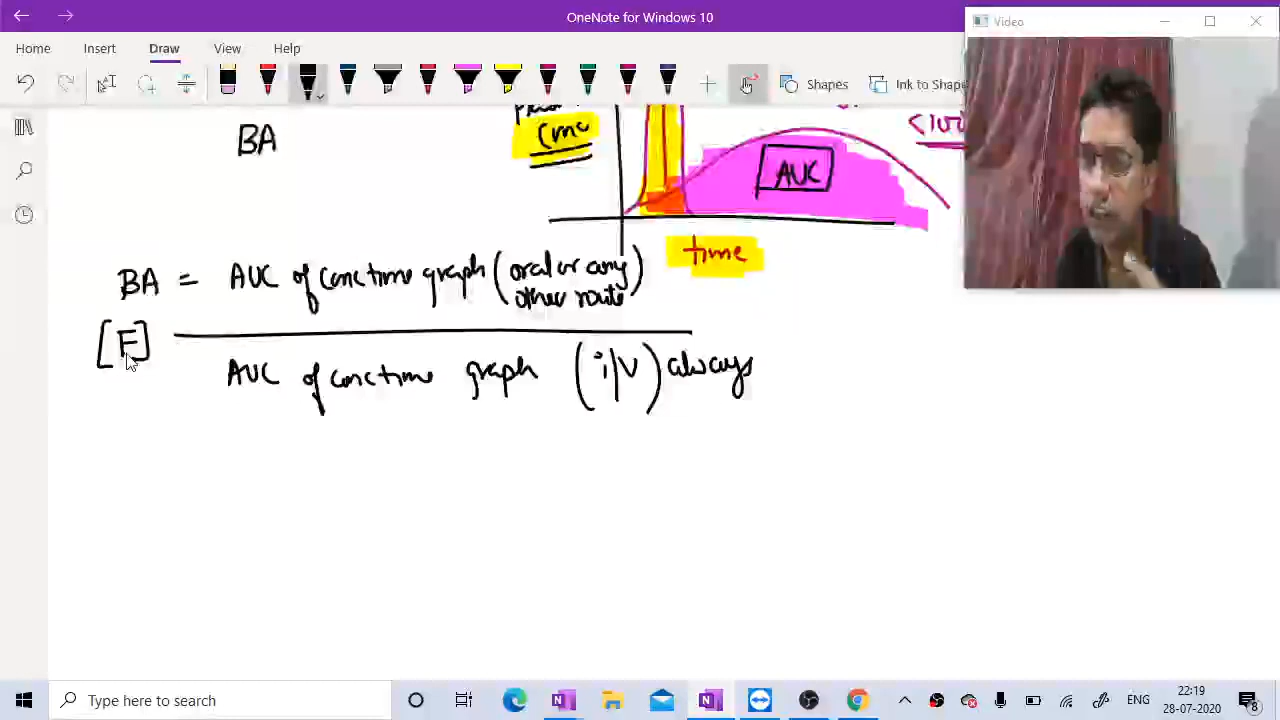 OneNote for Windows 10
Video
Home Insert Draw View Help
Shapes
Ink to Shape
BA
Conc
AUC
time
BA = AUC of conc time graph (oral or any
other route)
[F]
AUC of conc time graph (i/v) always
Type here to search
ENG
22:19
28-07-2020
8